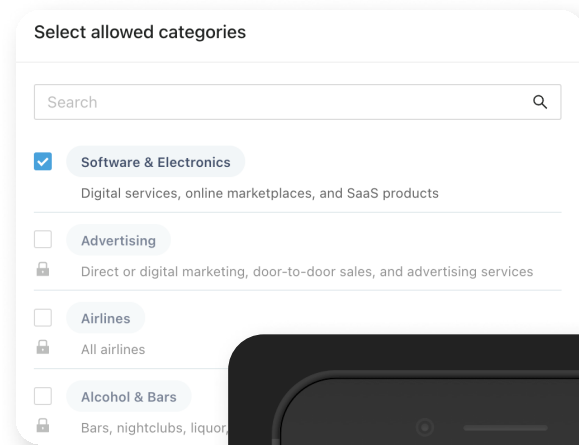 Select allowed categories
Search
Software & Electronics
Digital services, online marketplaces, and SaaS products
Advertising
Direct or digital marketing, door-to-door sales, and advertising services
Airlines
All airlines
Alcohol & Bars
Bars, nightclubs, liquor,